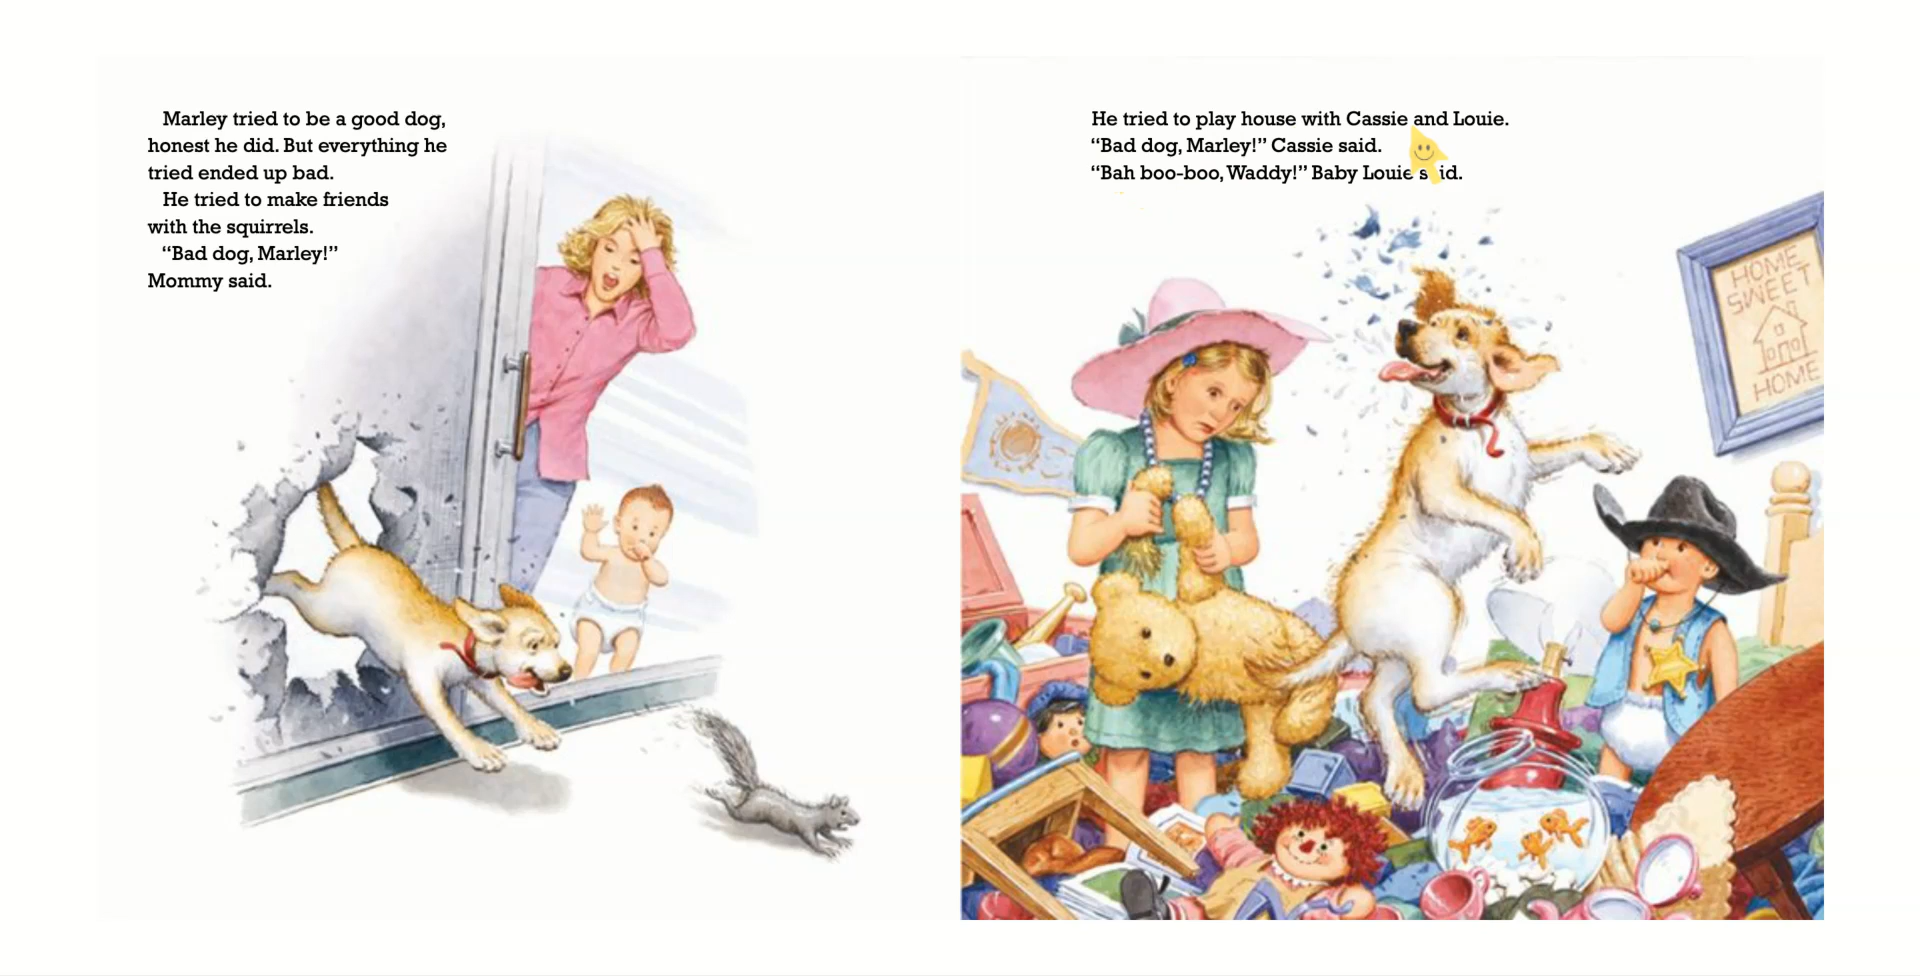 Marley tried to be a good dog,
honest he did. But everything he
tried ended up bad.
He tried to make friends
with the squirrels.
“Bad dog, Marley!”
Mommy said.
He tried to play house with Cassie and Louie.
“Bad dog, Marley!” Cassie said.
“Bah boo-boo, Waddy!” Baby Louie said.
HOME
SWEET
HOME